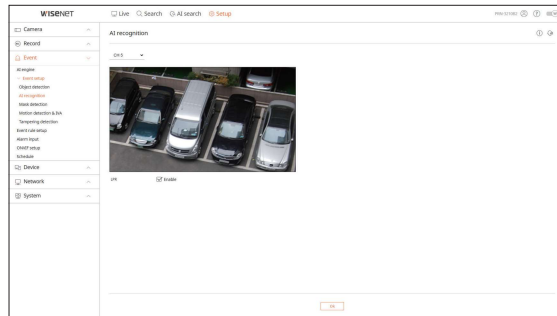 WISENET
Live Search AI search Setup
Camera
Record
Event
AI engine
Event setup
Object detection
AI recognition
Mask detection
Motion detection & IVA
Tampering detection
Event rule setup
Alarm input
ONVIF setup
Schedule
Device
Network
System
AI recognition
CH 5
LPR Enable
OK